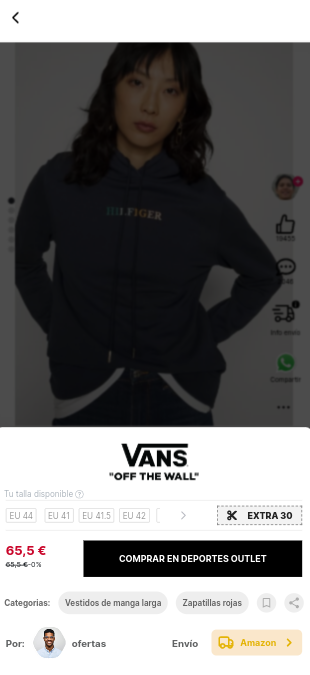 HILFIGER
19455
Info envío
Compartir
VANS
"OFF THE WALL"
Tu talla disponible ?
EU 44 EU 41 EU 41.5 EU 42
EXTRA 30
65,5 €
65,5 € -0%
COMPRAR EN DEPORTES OUTLET
Categorias: Vestidos de manga larga Zapatillas rojas
Por: ofertas Envío Amazon